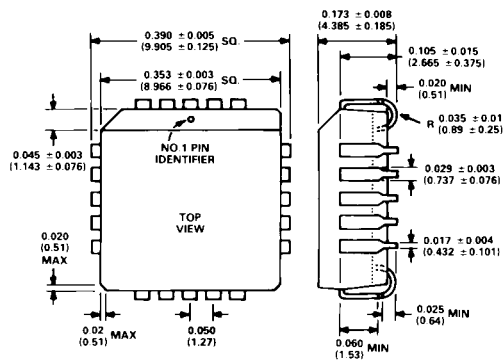 0.390 ± 0.005 SQ.
(9.905 ± 0.125)
0.353 ± 0.003 SQ.
(8.966 ± 0.076)
0.045 ± 0.003
(1.143 ± 0.076)
NO.1 PIN
IDENTIFIER
TOP
VIEW
0.020
(0.51)
MAX
0.02
(0.51) MAX
0.050
(1.27)
0.173 ± 0.008
(4.385 ± 0.185)
0.105 ± 0.015
(2.665 ± 0.375)
0.020
(0.51) MIN
R 0.035 ± 0.01
(0.89 ± 0.25)
0.029 ± 0.003
(0.737 ± 0.076)
0.017 ± 0.004
(0.432 ± 0.101)
0.025 MIN
(0.64)
0.060 MIN
(1.53)